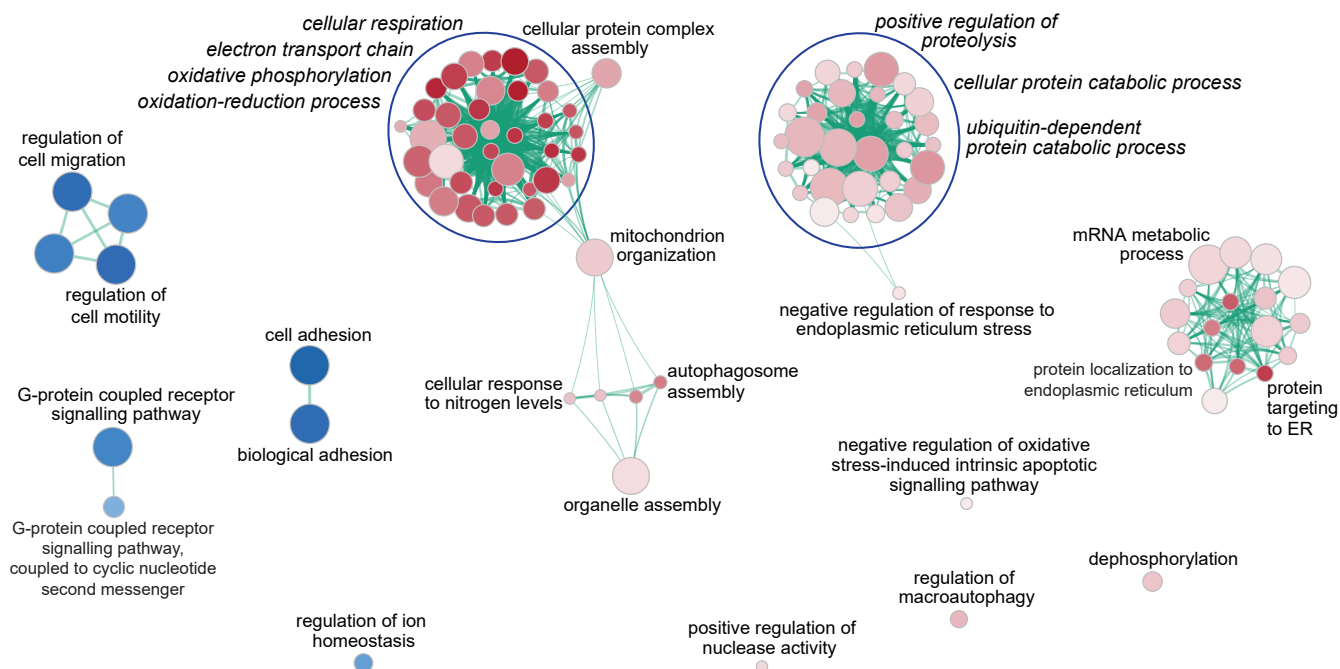 cellular respiration
electron transport chain
oxidative phosphorylation
oxidation-reduction process
cellular protein complex
assembly
positive regulation of
proteolysis
cellular protein catabolic process
ubiquitin-dependent
protein catabolic process
regulation of
cell migration
regulation of
cell motility
mitochondrion
organization
negative regulation of response to
endoplasmic reticulum stress
mRNA metabolic
process
protein localization to
endoplasmic reticulum
protein
targeting
to ER
cell adhesion
biological adhesion
G-protein coupled receptor
signalling pathway
G-protein coupled receptor
signalling pathway,
coupled to cyclic nucleotide
second messenger
cellular response
to nitrogen levels
autophagosome
assembly
organelle assembly
negative regulation of oxidative
stress-induced intrinsic apoptotic
signalling pathway
dephosphorylation
regulation of
macroautophagy
regulation of ion
homeostasis
positive regulation of
nuclease activity